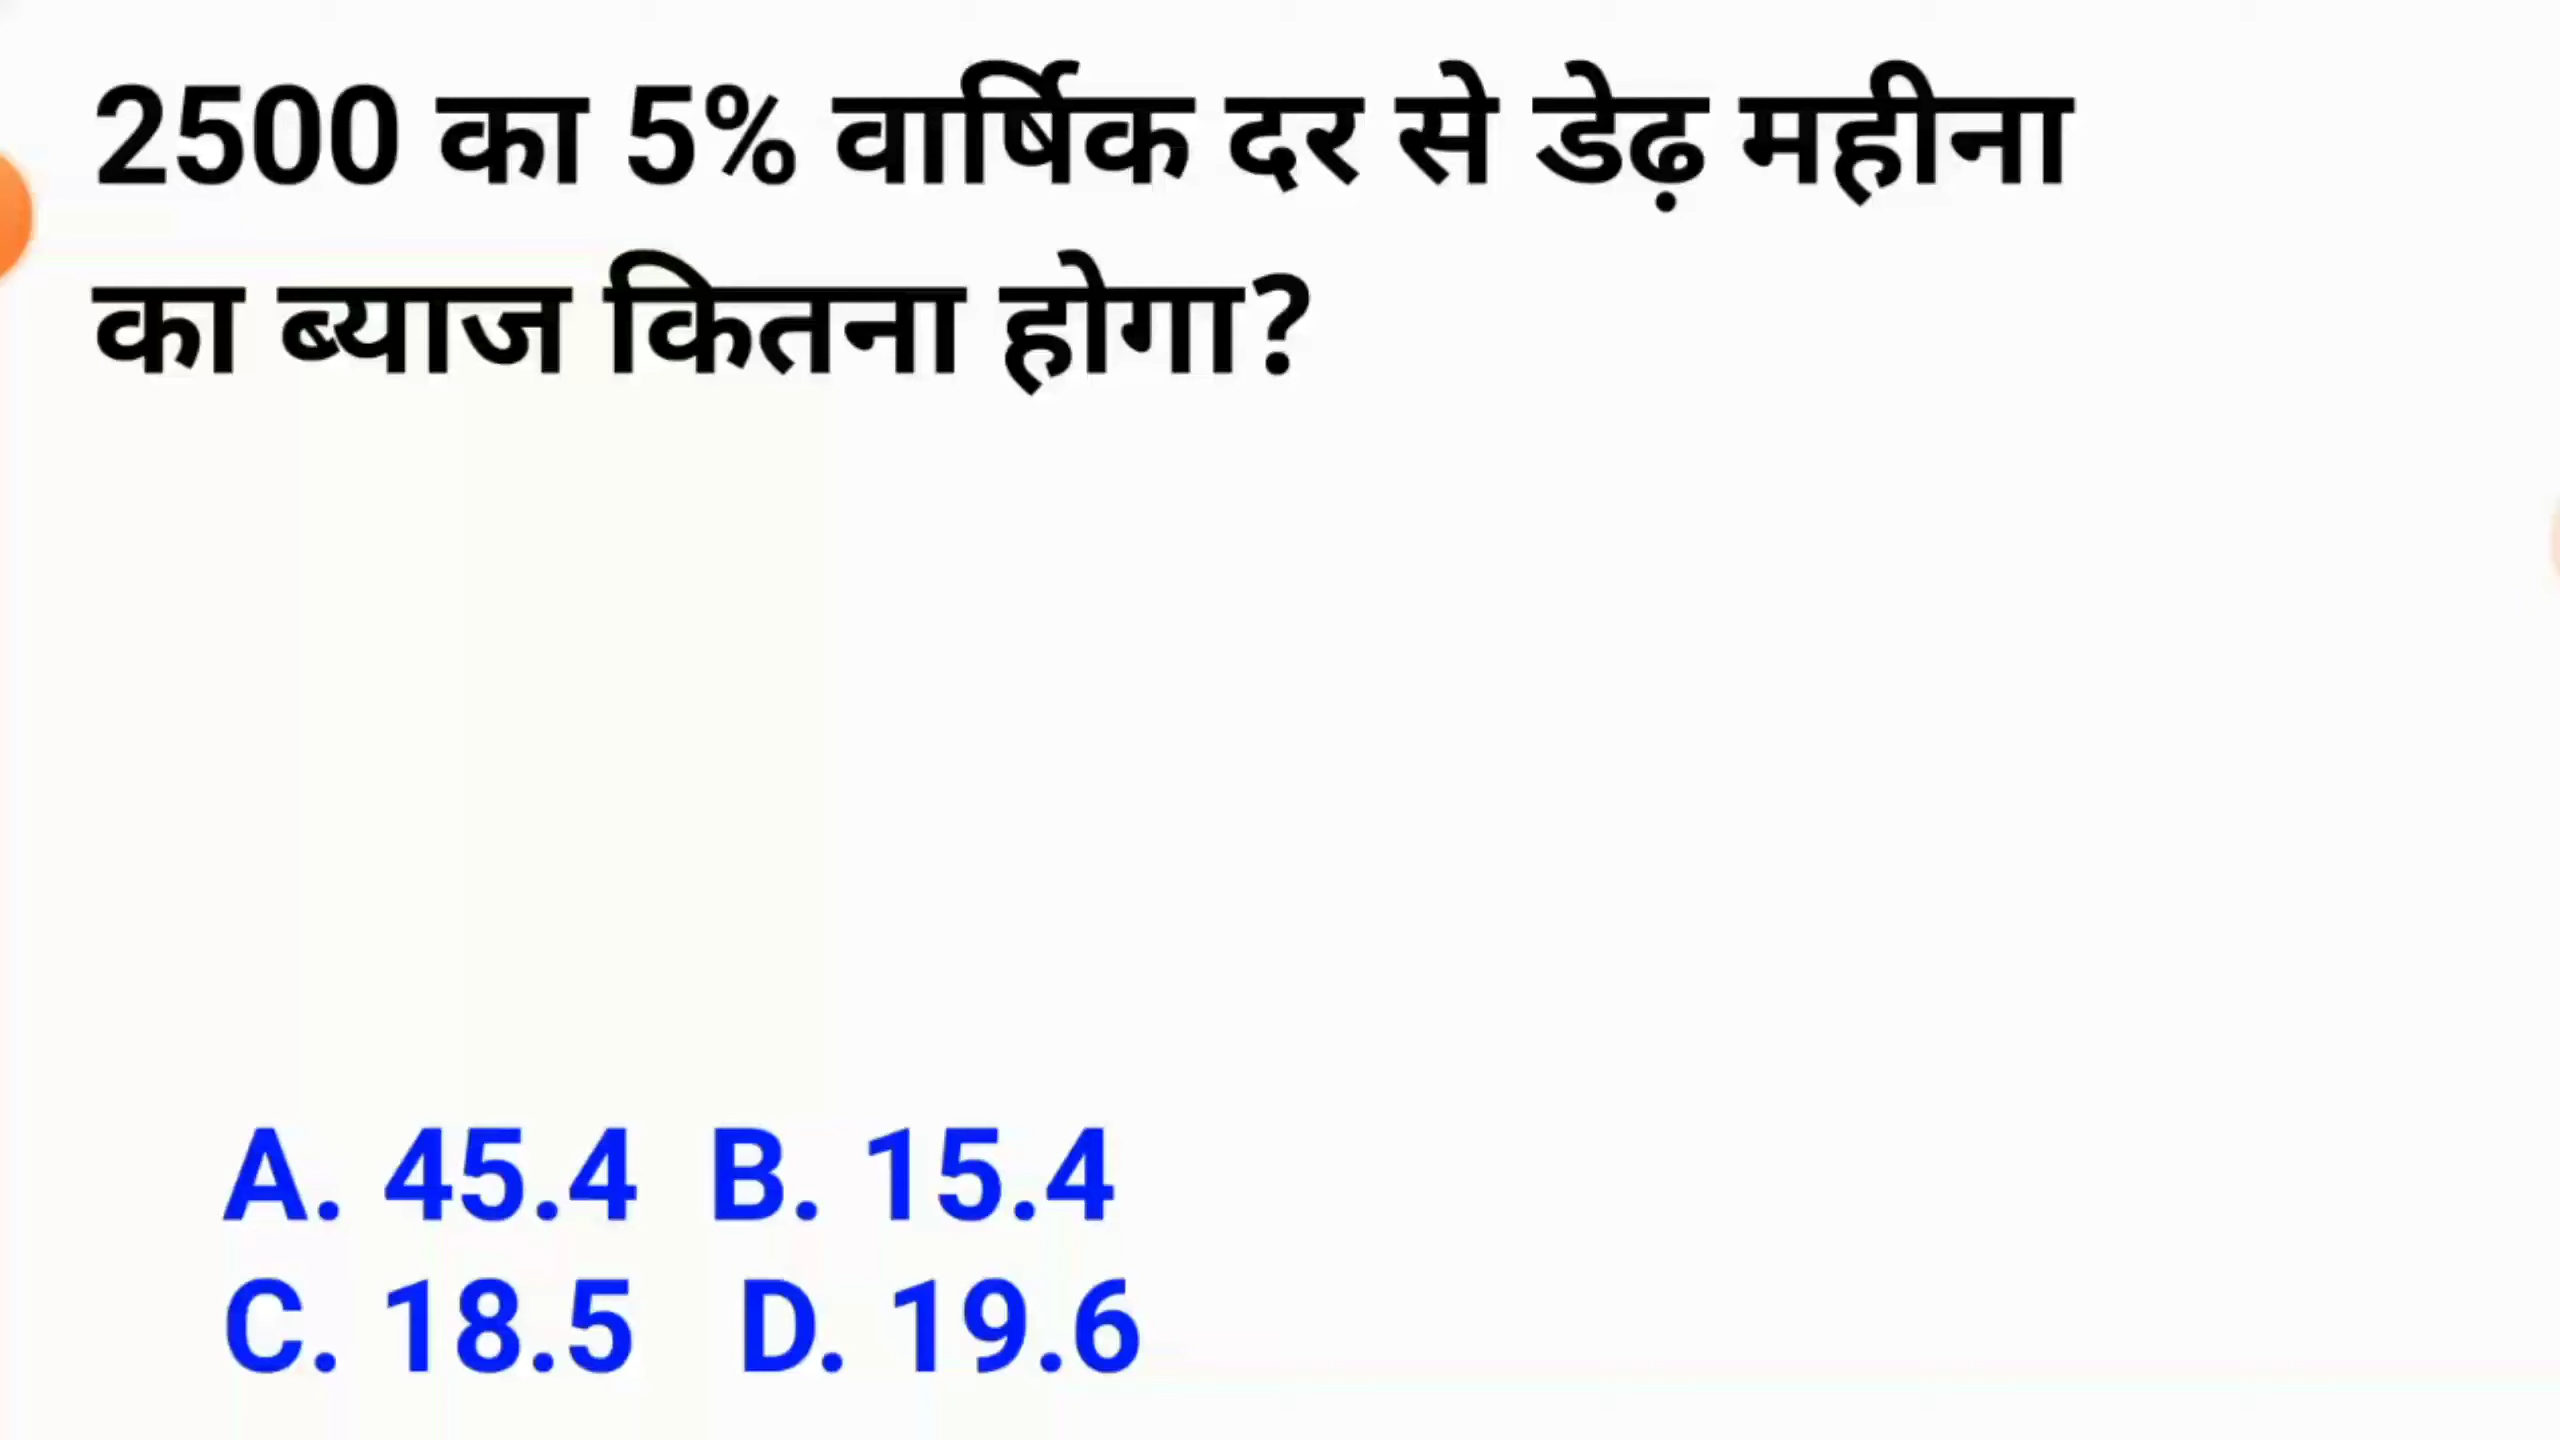 2500 का 5% वार्षिक दर से डेढ़ महीना
का ब्याज कितना होगा?
A. 45.4 B. 15.4
C. 18.5 D. 19.6